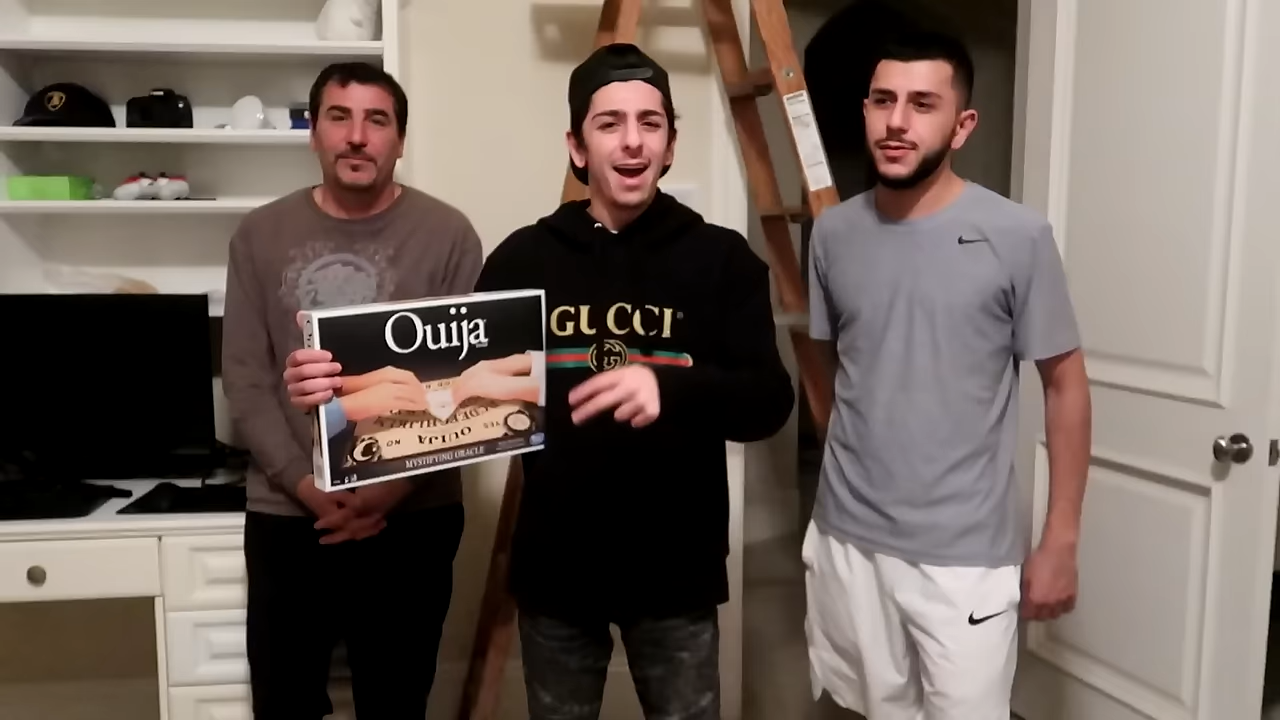 Ouija
GUCCI
NO
OUIJA
YES
MYSTIFYING ORACLE